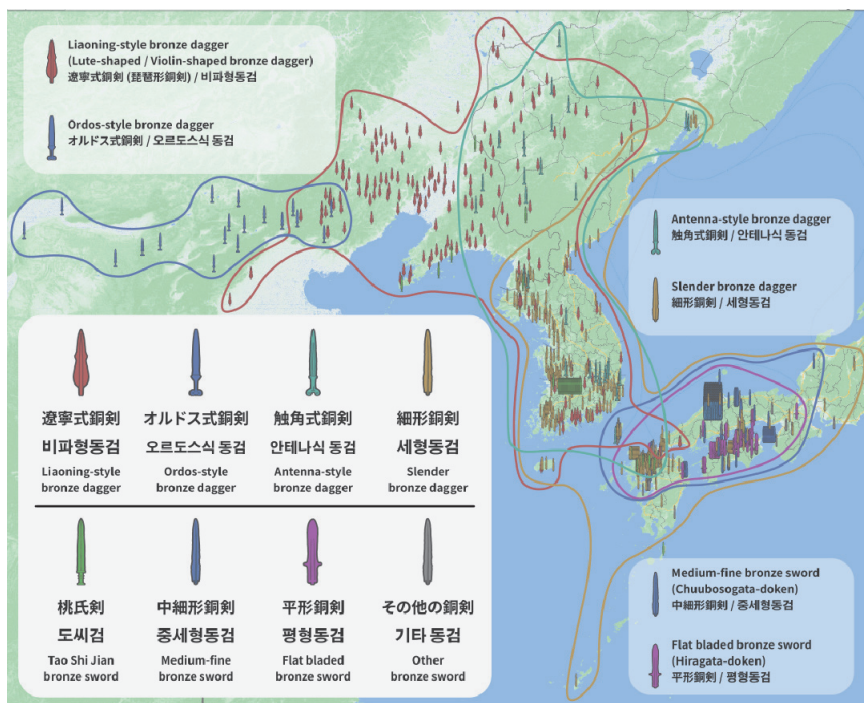 Liaoning-style bronze dagger
(Lute-shaped / Violin-shaped bronze dagger)
遼寧式銅剣 (琵琶形銅剣) / 비파형동검
Ordos-style bronze dagger
オルドス式銅剣 / 오르도스식 동검
Antenna-style bronze dagger
触角式銅剣 / 안테나식 동검
Slender bronze dagger
細形銅剣 / 세형동검
遼寧式銅剣
비파형동검
Liaoning-style
bronze dagger
オルドス式銅剣
오르도스식 동검
Ordos-style
bronze dagger
触角式銅剣
안테나식 동검
Antenna-style
bronze dagger
細形銅剣
세형동검
Slender
bronze dagger
桃氏剣
도씨검
Tao Shi Jian
bronze sword
中細形銅剣
중세형동검
Medium-fine
bronze sword
平形銅剣
평형동검
Flat bladed
bronze sword
その他の銅剣
기타 동검
Other
bronze sword
Medium-fine bronze sword
(Chuubosogata-doken)
中細形銅剣 / 중세형동검
Flat bladed bronze sword
(Hiragata-doken)
平形銅剣 / 평형동검